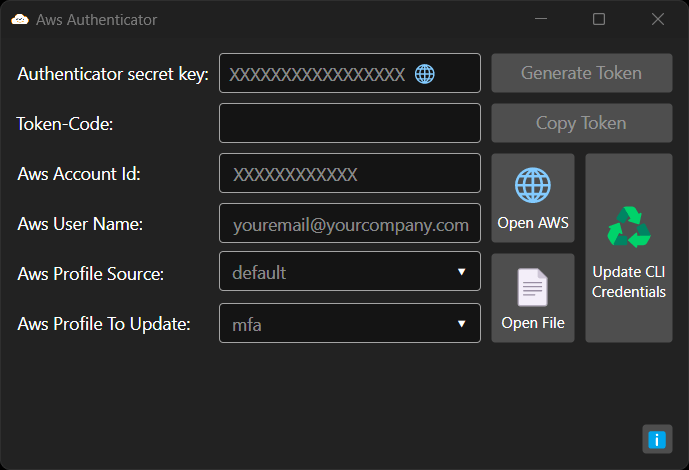 Aws Authenticator
Authenticator secret key:
XXXXXXXXXXXXXXXXX
Generate Token
Token-Code:
Copy Token
Aws Account Id:
XXXXXXXXXXXX
Aws User Name:
youremail@yourcompany.com
Open AWS
Aws Profile Source:
default
Update CLI
Credentials
Aws Profile To Update:
mfa
Open File
i